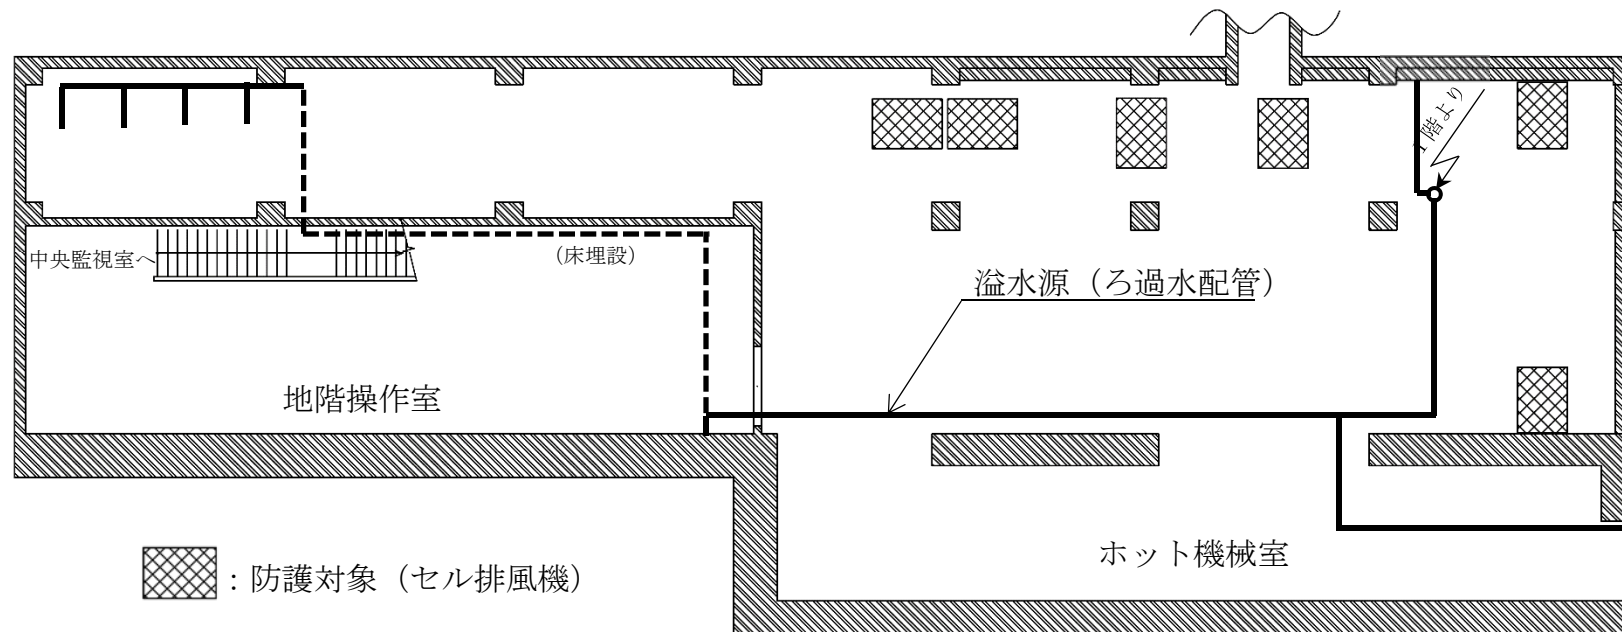 1階より
中央監視室へ
(床埋設)
溢水源（ろ過水配管）
地階操作室
ホット機械室
：防護対象（セル排風機）